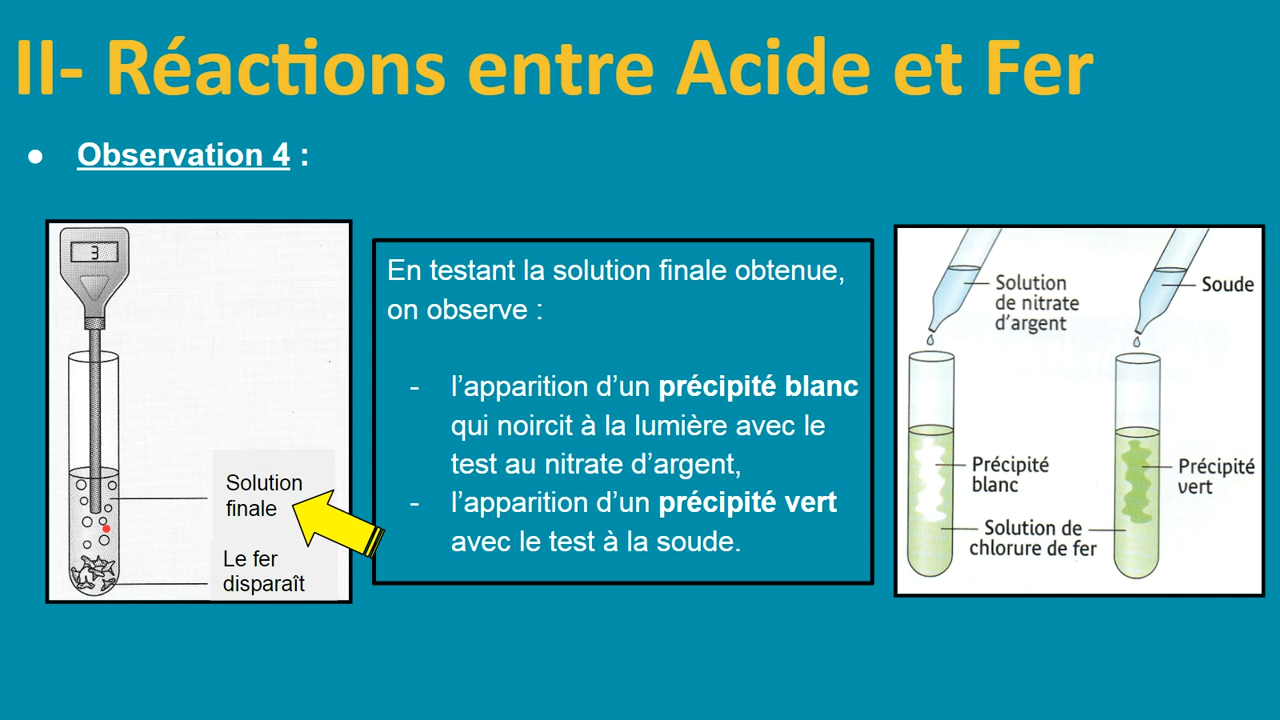 II- Réactions entre Acide et Fer
● Observation 4 :
3
Solution
finale
Le fer
disparaît
En testant la solution finale obtenue,
on observe :
- l’apparition d’un précipité blanc
qui noircit à la lumière avec le
test au nitrate d’argent,
- l’apparition d’un précipité vert
avec le test à la soude.
Solution
de nitrate
d’argent
Soude
Précipité
blanc
Précipité
vert
Solution de
chlorure de fer